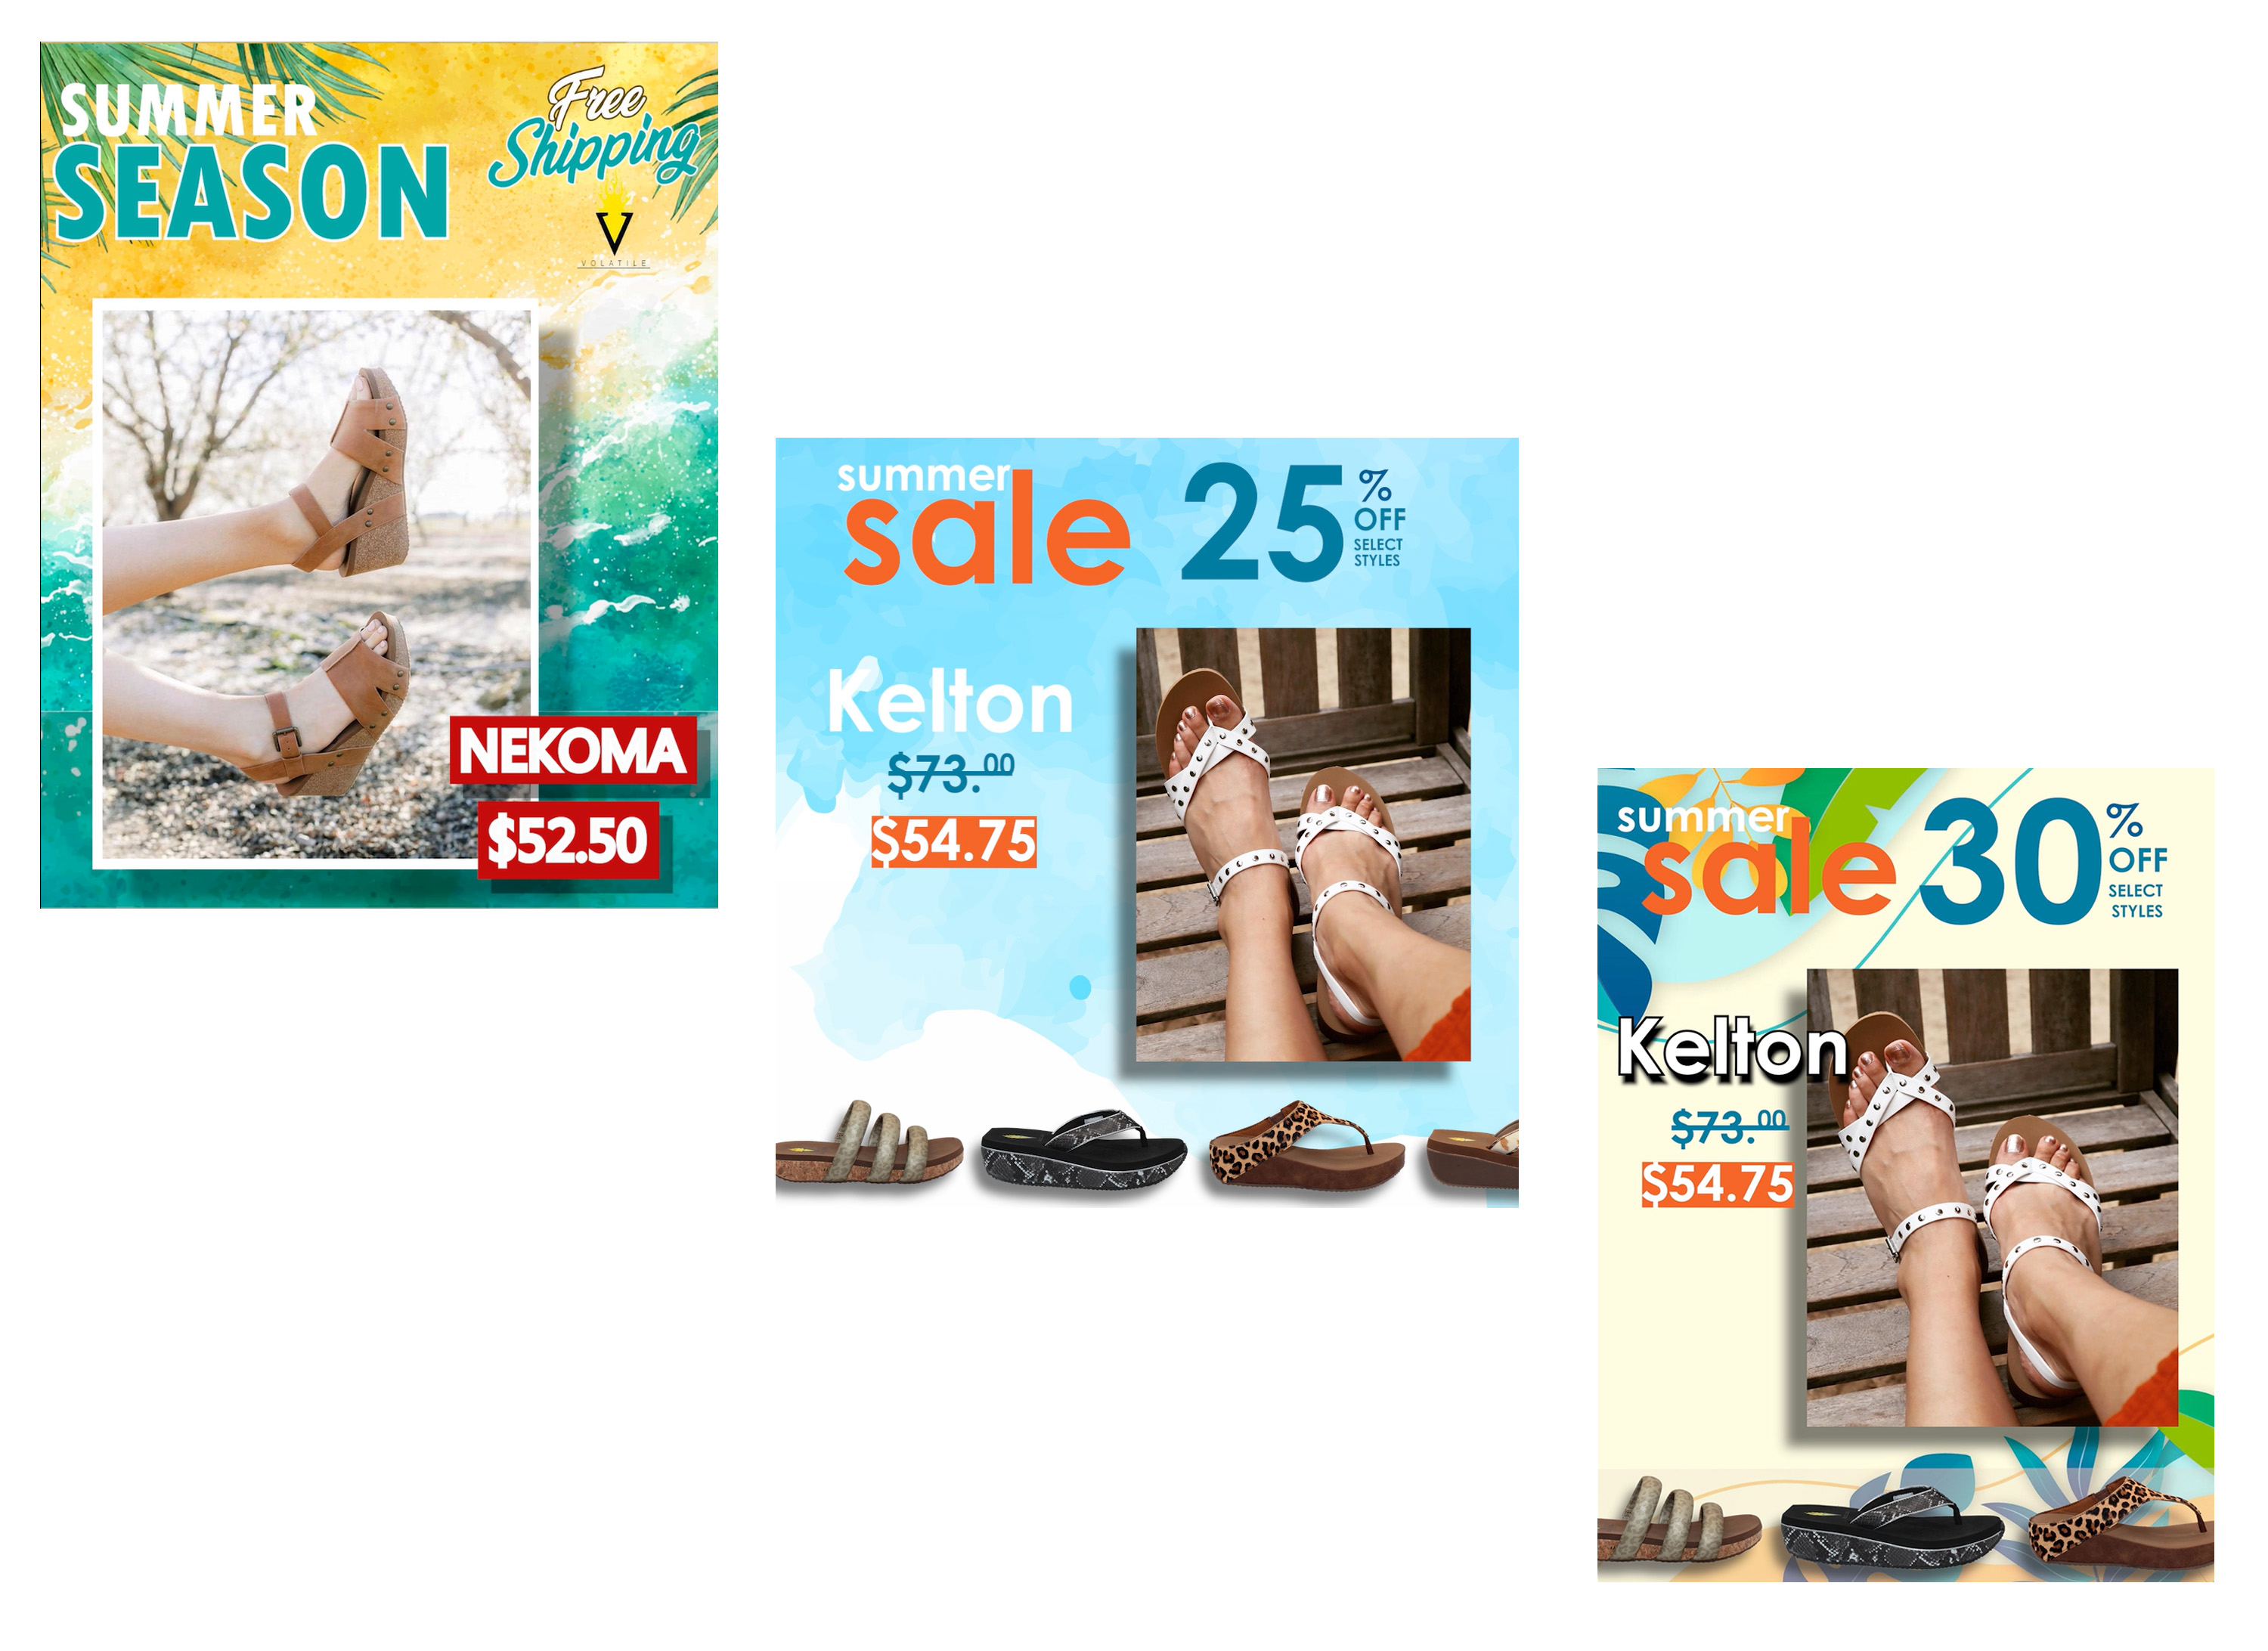 SUMMER
SEASON
Free
Shipping
V
VOLATILE
NEKOMA
$52.50
summer
sale
25
%
OFF
SELECT
STYLES
Kelton
$73.00
$54.75
summer
sale
30
%
OFF
SELECT
STYLES
Kelton
$73.00
$54.75